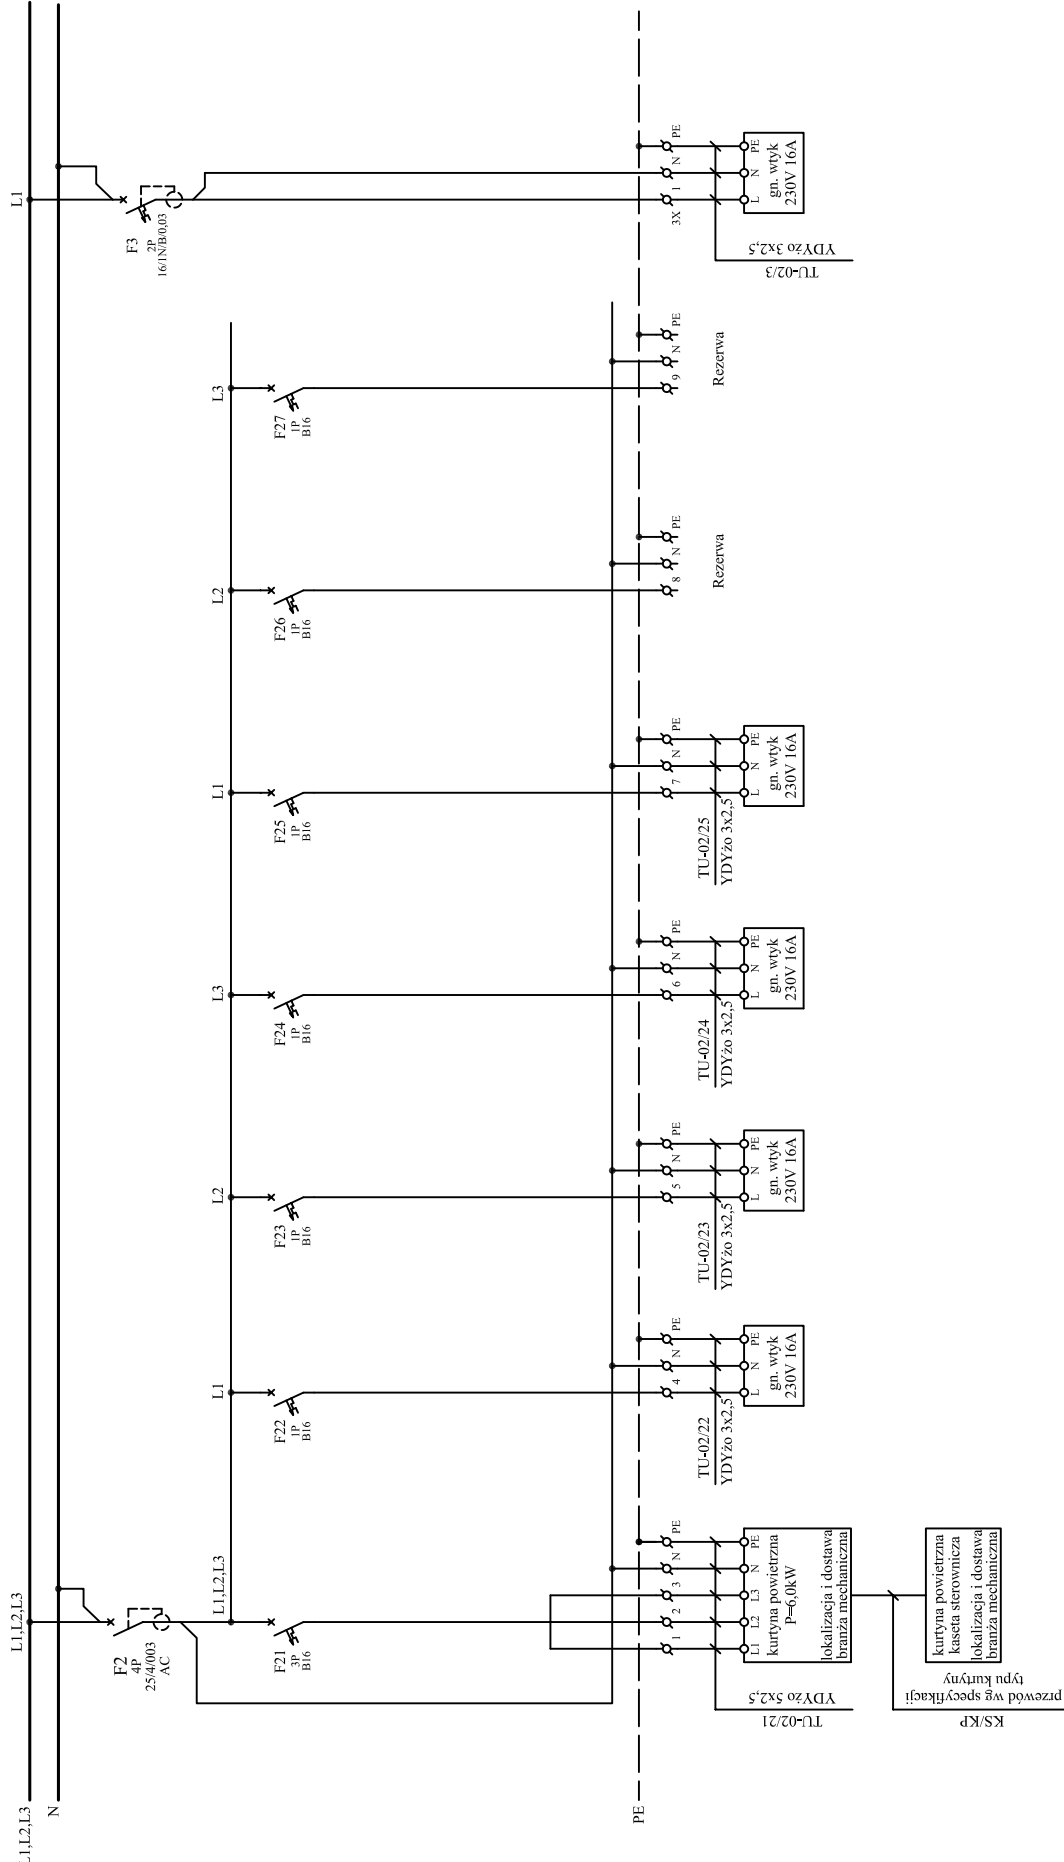 L1,L2,L3
N
PE
L1,L2,L3
F2
4P
25/4/003
AC
L1,L2,L3
F21
3P
B16
1
2
3
N
PE
TU-02/21
YDYżo 5x2,5
L1
L2
L3
N
PE
kurtyna powietrzna
P=6,0kW
lokalizacja i dostawa
branża mechaniczna
KS/KP
przewód wg specyfikacji
typu kurtyny
kurtyna powietrzna
kaseta sterownicza
lokalizacja i dostawa
branża mechaniczna
L1
F22
1P
B16
4
N
PE
TU-02/22
YDYżo 3x2,5
L
N
PE
gn. wtyk
230V 16A
L2
F23
1P
B16
5
N
PE
TU-02/23
YDYżo 3x2,5
L
N
PE
gn. wtyk
230V 16A
L3
F24
1P
B16
6
N
PE
TU-02/24
YDYżo 3x2,5
L
N
PE
gn. wtyk
230V 16A
L1
F25
1P
B16
7
N
PE
TU-02/25
YDYżo 3x2,5
L
N
PE
gn. wtyk
230V 16A
L2
F26
1P
B16
8
N
PE
Rezerwa
L3
F27
1P
B16
9
N
PE
Rezerwa
L1
F3
2P
16/1N/B/0,03
3X
1
N
PE
TU-02/3
YDYżo 3x2,5
L
N
PE
gn. wtyk
230V 16A